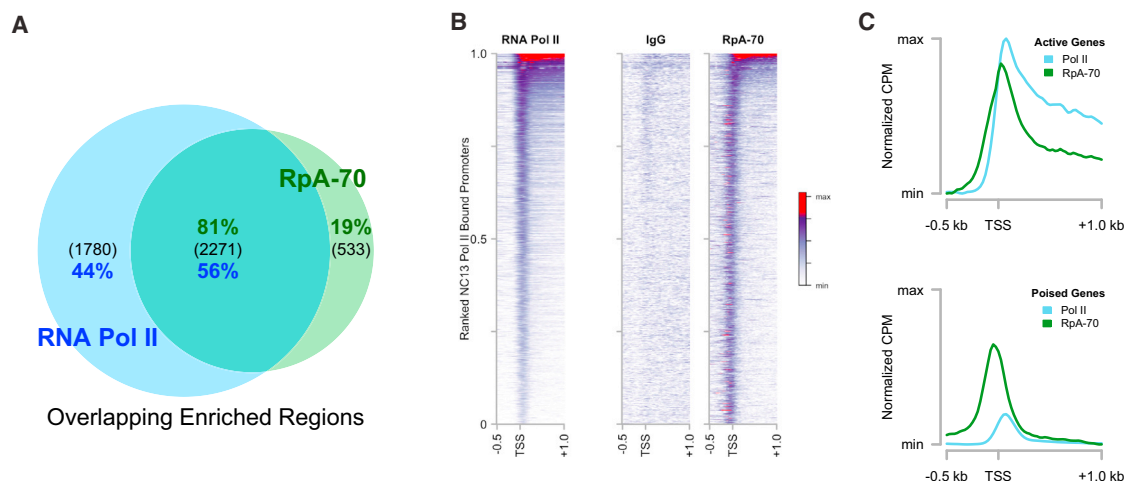 A
RpA-70
81%
19%
(1780)
(2271)
(533)
44%
56%
RNA Pol II
Overlapping Enriched Regions
B
RNA Pol II
IgG
RpA-70
Ranked NC13 Pol II Bound Promoters
1.0
0.5
0
-0.5
TSS
+1.0
-0.5
TSS
+1.0
-0.5
TSS
+1.0
max
min
C
Normalized CPM
max
min
Active Genes
Pol II
RpA-70
-0.5 kb
TSS
+1.0 kb
Normalized CPM
max
min
Poised Genes
Pol II
RpA-70
-0.5 kb
TSS
+1.0 kb